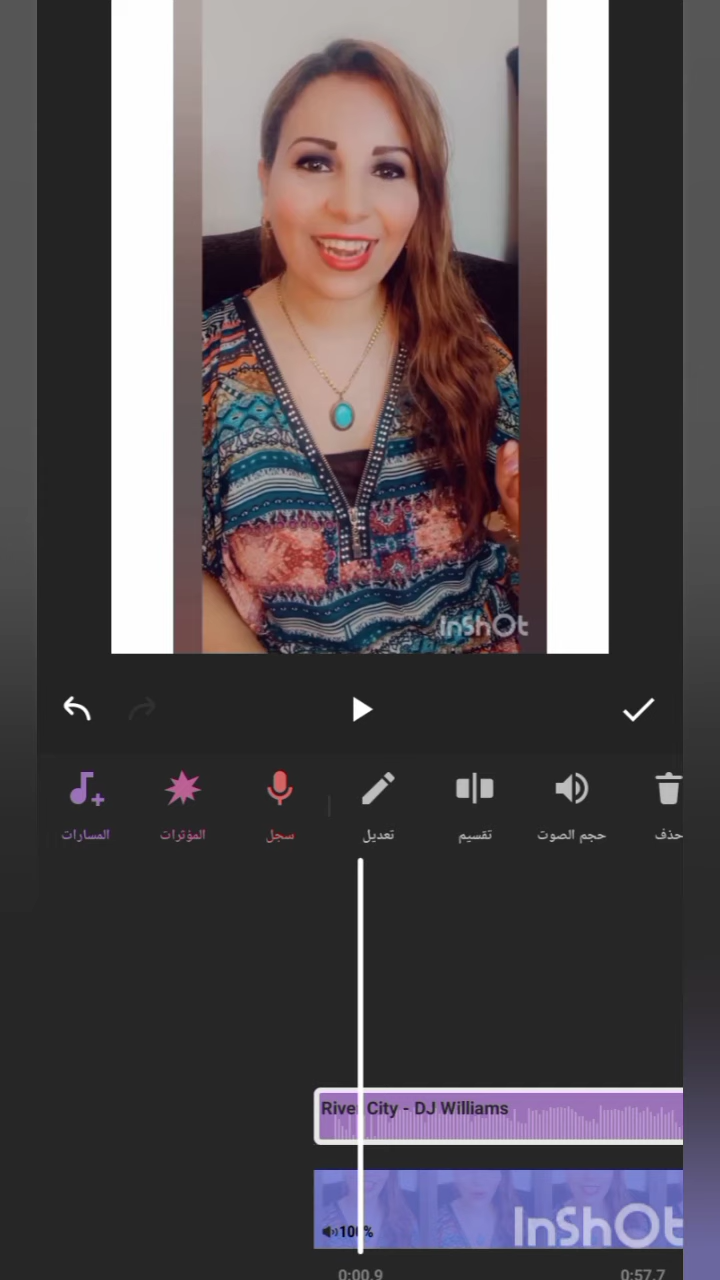 InShOt
المسارات
المؤثرات
سجل
تعديل
تقسيم
حجم الصوت
حذف
River City - DJ Williams
100%
InShOt
0:00.9
0:57.7